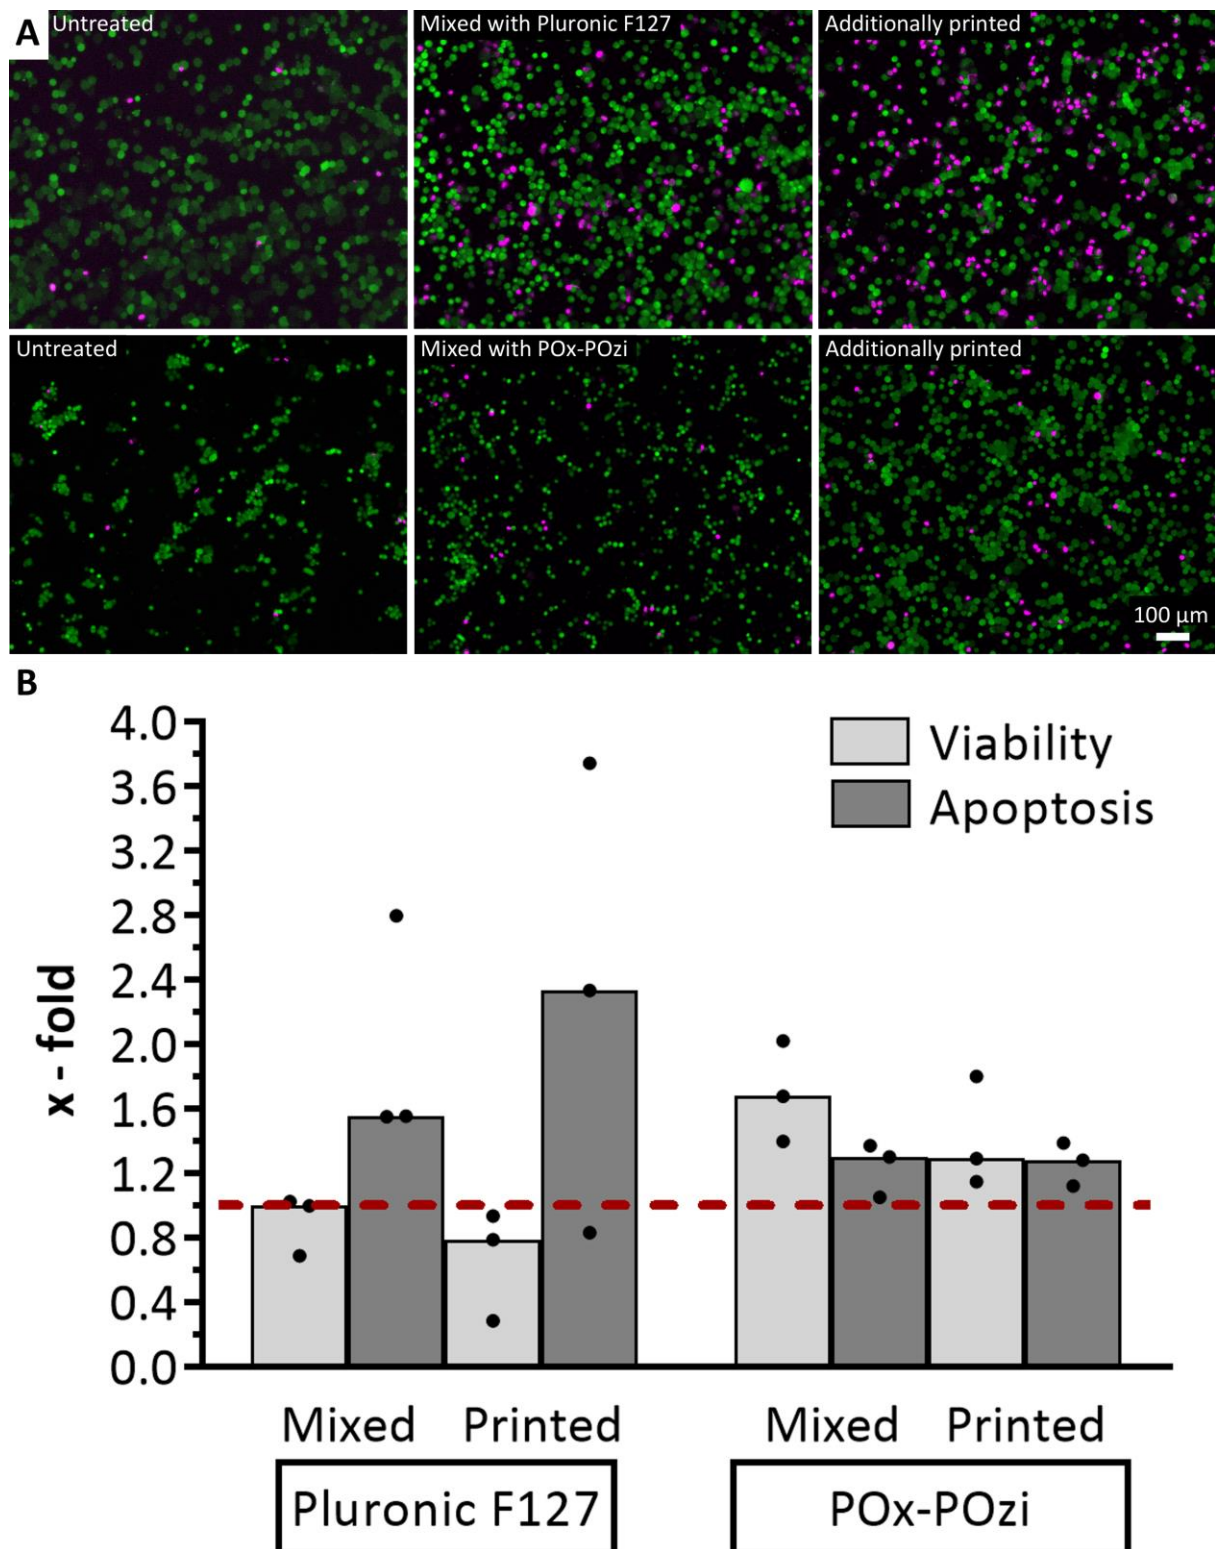 A
Untreated
Mixed with Pluronic F127
Additionally printed
Untreated
Mixed with POx-POzi
Additionally printed
100 µm
B
4.0
3.6
3.2
2.8
2.4
2.0
1.6
1.2
0.8
0.4
0.0
x - fold
Viability
Apoptosis
Mixed Printed Mixed Printed
Pluronic F127 POx-POzi